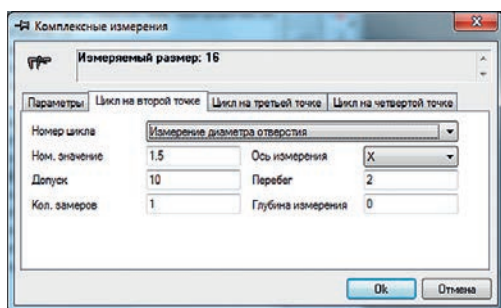 Комплексные измерения
Измеряемый размер: 16
Параметры Цикл на второй точке Цикл на третьей точке Цикл на четвертой точке
Номер цикла Измерение диаметра отверстия
Ном. значение 1.5 Ось измерения X
Допуск 10 Перебег 2
Кол. замеров 1 Глубина измерения 0
Ok Отмена